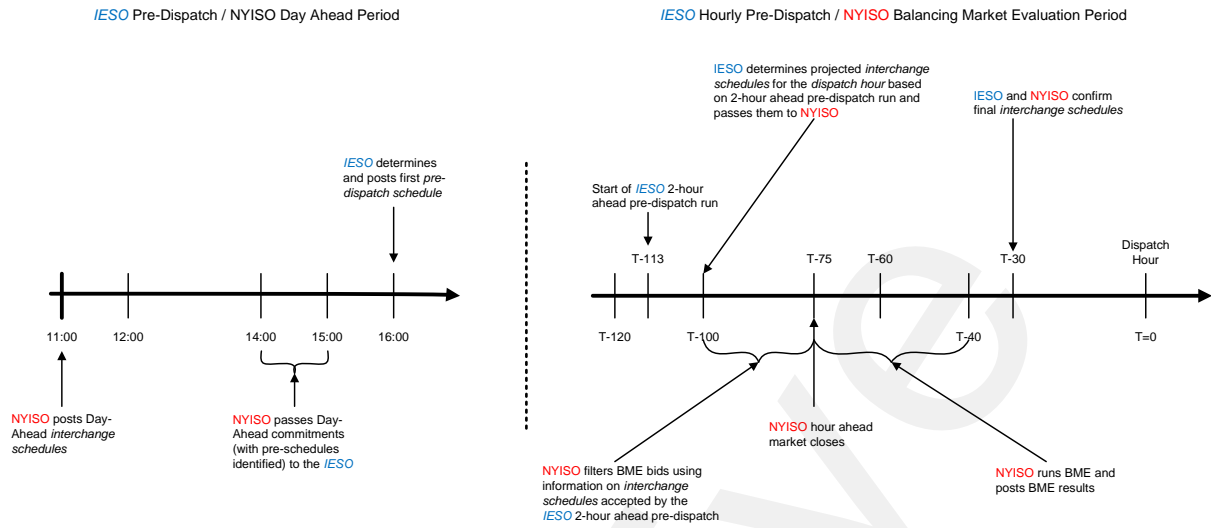 IESO Pre-Dispatch / NYISO Day Ahead Period
IESO determines
and posts first pre-
dispatch schedule
11:00
12:00
14:00
15:00
16:00
NYISO posts Day-
Ahead interchange
schedules
NYISO passes Day-
Ahead commitments
(with pre-schedules
identified) to the IESO
IESO Hourly Pre-Dispatch / NYISO Balancing Market Evaluation Period
IESO determines projected interchange
schedules for the dispatch hour based
on 2-hour ahead pre-dispatch run and
passes them to NYISO
IESO and NYISO confirm
final interchange schedules
Start of IESO 2-hour
ahead pre-dispatch run
T-113
T-75
T-60
T-30
Dispatch
Hour
T-120
T-100
T-40
T=0
NYISO hour ahead
market closes
NYISO filters BME bids using
information on interchange
schedules accepted by the
IESO 2-hour ahead pre-dispatch
NYISO runs BME and
posts BME results